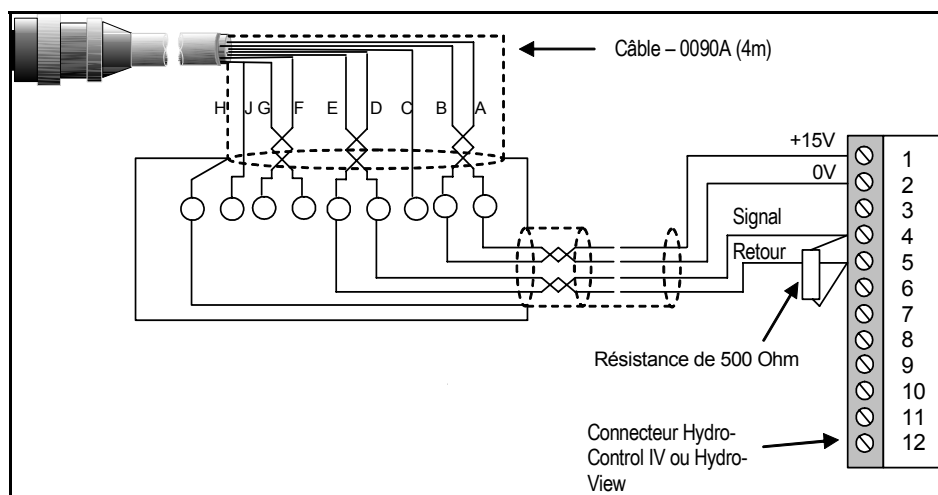 Câble – 0090A (4m)
H J G F E D C B A
+15V
0V
Signal
Retour
1
2
3
4
5
6
7
8
9
10
11
12
Résistance de 500 Ohm
Connecteur Hydro-
Control IV ou Hydro-
View